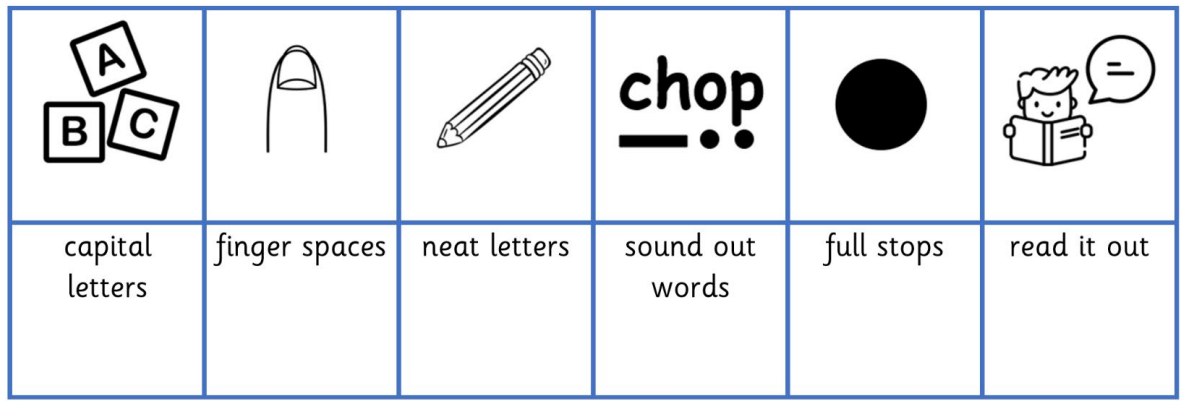 A
B
C
chop
capital
letters
finger spaces
neat letters
sound out
words
full stops
read it out